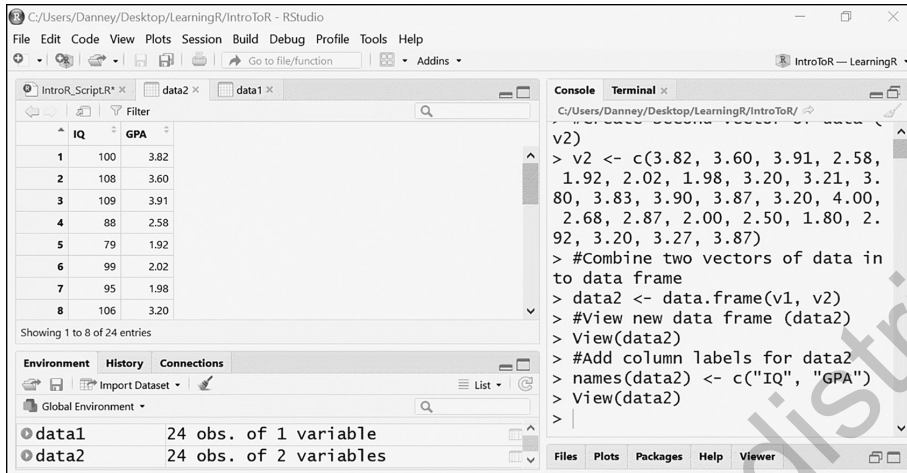 C:/Users/Danney/Desktop/LearningR/IntroToR - RStudio
File Edit Code View Plots Session Build Debug Profile Tools Help
Go to file/function Addins IntroToR — LearningR
IntroR_Script.R* data2 data1
Filter
IQ GPA
1 100 3.82
2 108 3.60
3 109 3.91
4 88 2.58
5 79 1.92
6 99 2.02
7 95 1.98
8 106 3.20
Showing 1 to 8 of 24 entries
Environment History Connections
Import Dataset List
Global Environment
data1 24 obs. of 1 variable
data2 24 obs. of 2 variables
Console Terminal
C:/Users/Danney/Desktop/LearningR/IntroToR/
> #Create second vector of data (
v2)
> v2 <- c(3.82, 3.60, 3.91, 2.58,
1.92, 2.02, 1.98, 3.20, 3.21, 3.
80, 3.83, 3.90, 3.87, 3.20, 4.00,
2.68, 2.87, 2.00, 2.50, 1.80, 2.
92, 3.20, 3.27, 3.87)
> #Combine two vectors of data in
to data frame
> data2 <- data.frame(v1, v2)
> #View new data frame (data2)
> View(data2)
> #Add column labels for data2
> names(data2) <- c("IQ", "GPA")
> View(data2)
>
Files Plots Packages Help Viewer
distri